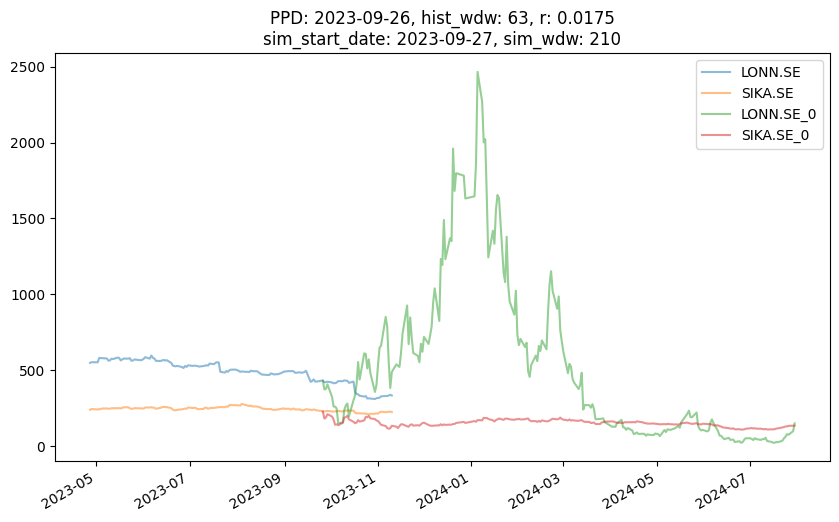 PPD: 2023-09-26, hist_wdw: 63, r: 0.0175
sim_start_date: 2023-09-27, sim_wdw: 210
2500
2000
1500
1000
500
0
LONN.SE
SIKA.SE
LONN.SE_0
SIKA.SE_0
2023-05
2023-07
2023-09
2023-11
2024-01
2024-03
2024-05
2024-07